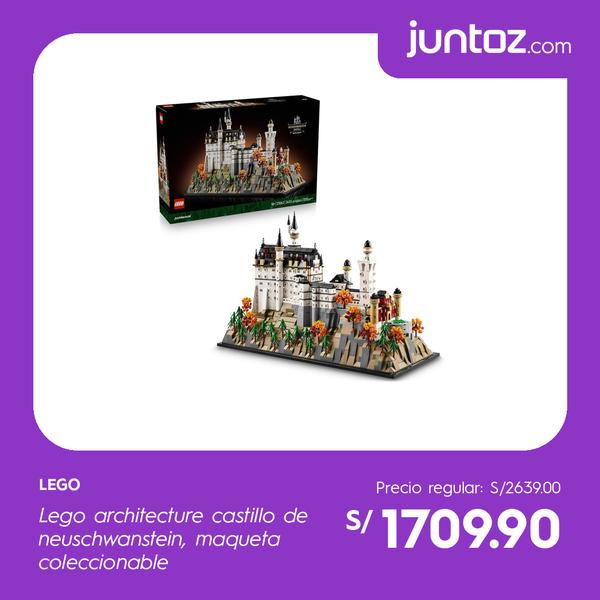 juntoz.com
LEGO
Lego architecture castillo de
neuschwanstein, maqueta
coleccionable
Precio regular: S/2639.00
S/ 1709.90